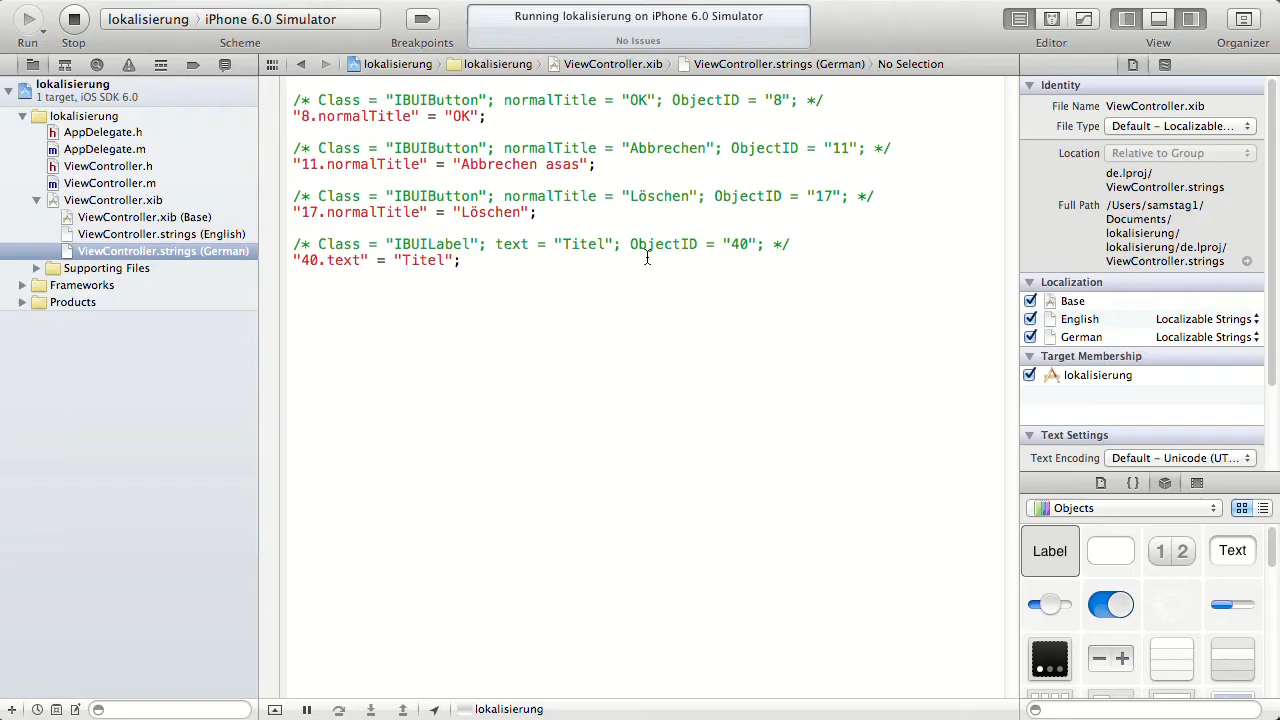 lokalisierung
iPhone 6.0 Simulator
Running lokalisierung on iPhone 6.0 Simulator
No Issues
Run
Stop
Scheme
Breakpoints
Editor
View
Organizer
lokalisierung
lokalisierung
ViewController.xib
ViewController.strings (German)
No Selection
lokalisierung
1 target, iOS SDK 6.0
lokalisierung
AppDelegate.h
AppDelegate.m
ViewController.h
ViewController.m
ViewController.xib
ViewController.xib (Base)
ViewController.strings (English)
ViewController.strings (German)
Supporting Files
Frameworks
Products
/* Class = "IBUIButton"; normalTitle = "OK"; ObjectID = "8"; */
"8.normalTitle" = "OK";
/* Class = "IBUIButton"; normalTitle = "Abbrechen"; ObjectID = "11"; */
"11.normalTitle" = "Abbrechen asas";
/* Class = "IBUIButton"; normalTitle = "Löschen"; ObjectID = "17"; */
"17.normalTitle" = "Löschen";
/* Class = "IBUILabel"; text = "Titel"; ObjectID = "40"; */
"40.text" = "Titel";
Identity
File Name ViewController.xib
File Type Default – Localizable...
Location Relative to Group
de.lproj/
ViewController.strings
Full Path /Users/samstag1/
Documents/
lokalisierung/
lokalisierung/de.lproj/
ViewController.strings
Localization
Base
English Localizable Strings
German Localizable Strings
Target Membership
lokalisierung
Text Settings
Text Encoding Default – Unicode (UT...
Objects
Label
1 2
Text
lokalisierung